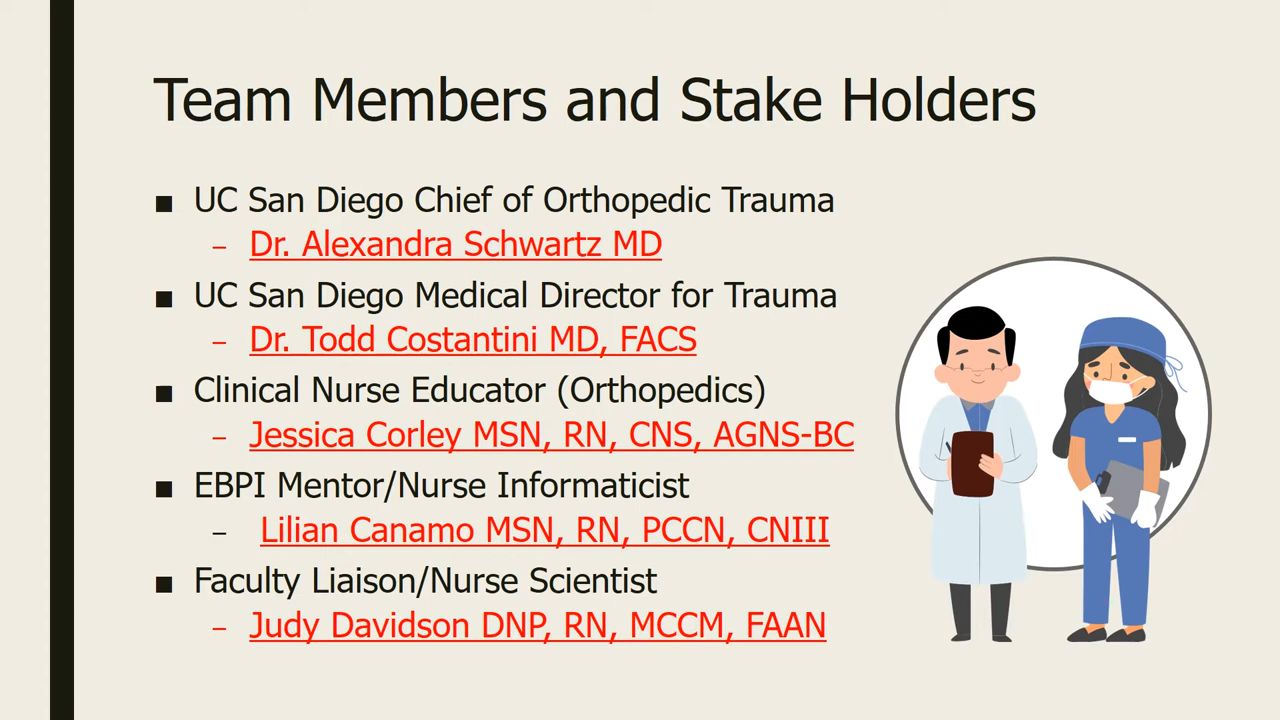 Team Members and Stake Holders
■ UC San Diego Chief of Orthopedic Trauma
– Dr. Alexandra Schwartz MD
■ UC San Diego Medical Director for Trauma
– Dr. Todd Costantini MD, FACS
■ Clinical Nurse Educator (Orthopedics)
– Jessica Corley MSN, RN, CNS, AGNS-BC
■ EBPI Mentor/Nurse Informaticist
– Lilian Canamo MSN, RN, PCCN, CNIII
■ Faculty Liaison/Nurse Scientist
– Judy Davidson DNP, RN, MCCM, FAAN